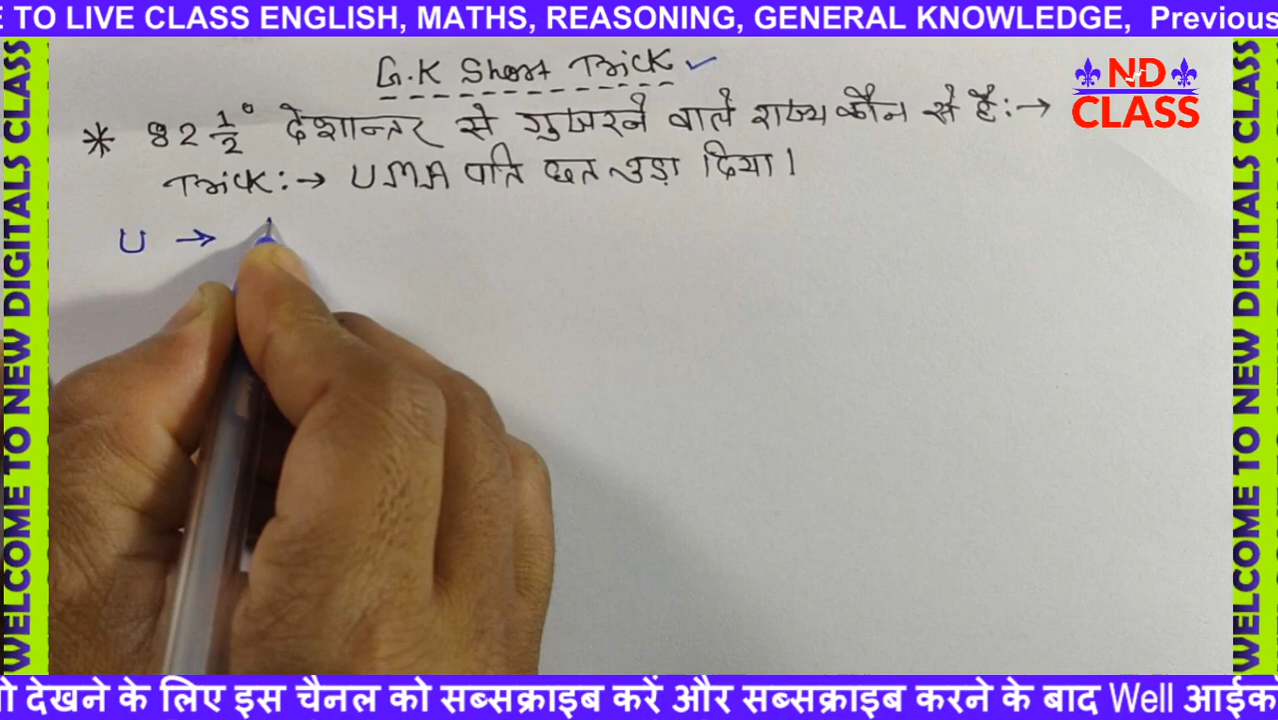 E TO LIVE CLASS ENGLISH, MATHS, REASONING, GENERAL KNOWLEDGE, Previous
G.K Short Trick ✓
ND
CLASS
* 82 1/2° देशान्तर से गुजरने वाले राज्य कौन से है:→
Trick:→ UMA पति छत उड़ा दिया।
U →
WELCOME TO NEW DIGITALS CLASS
WELCOME TO NEW DIGITALS CLASS
ो देखने के लिए इस चैनल को सब्सक्राइब करें और सब्सक्राइब करने के बाद Well आईक